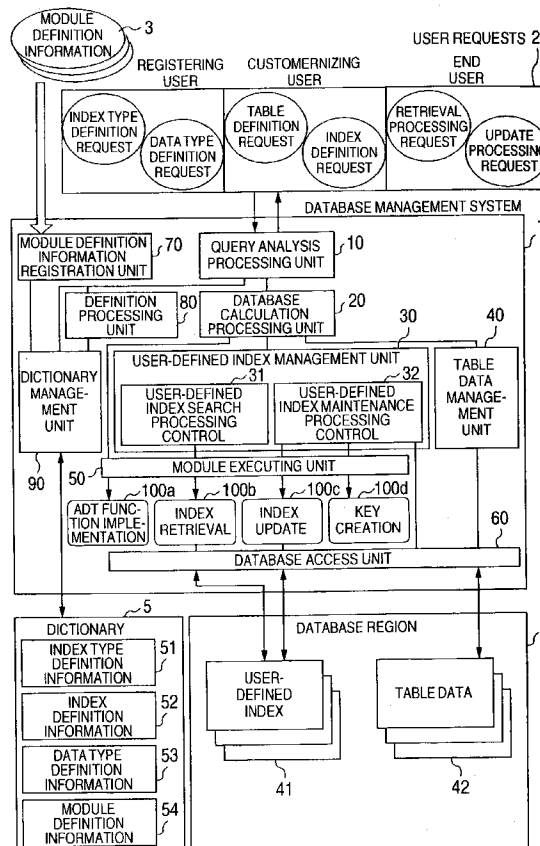 MODULE
DEFINITION
INFORMATION
3
USER REQUESTS 2
REGISTERING
USER
CUSTOMERNIZING
USER
END
USER
INDEX TYPE
DEFINITION
REQUEST
DATA TYPE
DEFINITION
REQUEST
TABLE
DEFINITION
REQUEST
INDEX
DEFINITION
REQUEST
RETRIEVAL
PROCESSING
REQUEST
UPDATE
PROCESSING
REQUEST
DATABASE MANAGEMENT SYSTEM
MODULE DEFINITION
INFORMATION
REGISTRATION UNIT
70
QUERY ANALYSIS
PROCESSING UNIT
10
DEFINITION
PROCESSING
UNIT
80
DATABASE
CALCULATION
PROCESSING UNIT
20
30
40
USER-DEFINED INDEX MANAGEMENT UNIT
31
32
USER-DEFINED
INDEX SEARCH
PROCESSING
CONTROL
USER-DEFINED
INDEX MAINTENANCE
PROCESSING
CONTROL
TABLE
DATA
MANAGE-
MENT
UNIT
DICTIONARY
MANAGE-
MENT
UNIT
90
50
MODULE EXECUTING UNIT
100a
100b
100c
100d
ADT FUNC-
TION IMPLE-
MENTATION
INDEX
RETRIEVAL
INDEX
UPDATE
KEY
CREATION
60
DATABASE ACCESS UNIT
5
DICTIONARY
INDEX TYPE
DEFINITION
INFORMATION
51
INDEX
DEFINITION
INFORMATION
52
DATA TYPE
DEFINITION
INFORMATION
53
MODULE
DEFINITION
INFORMATION
54
DATABASE REGION
USER-
DEFINED
INDEX
41
TABLE DATA
42